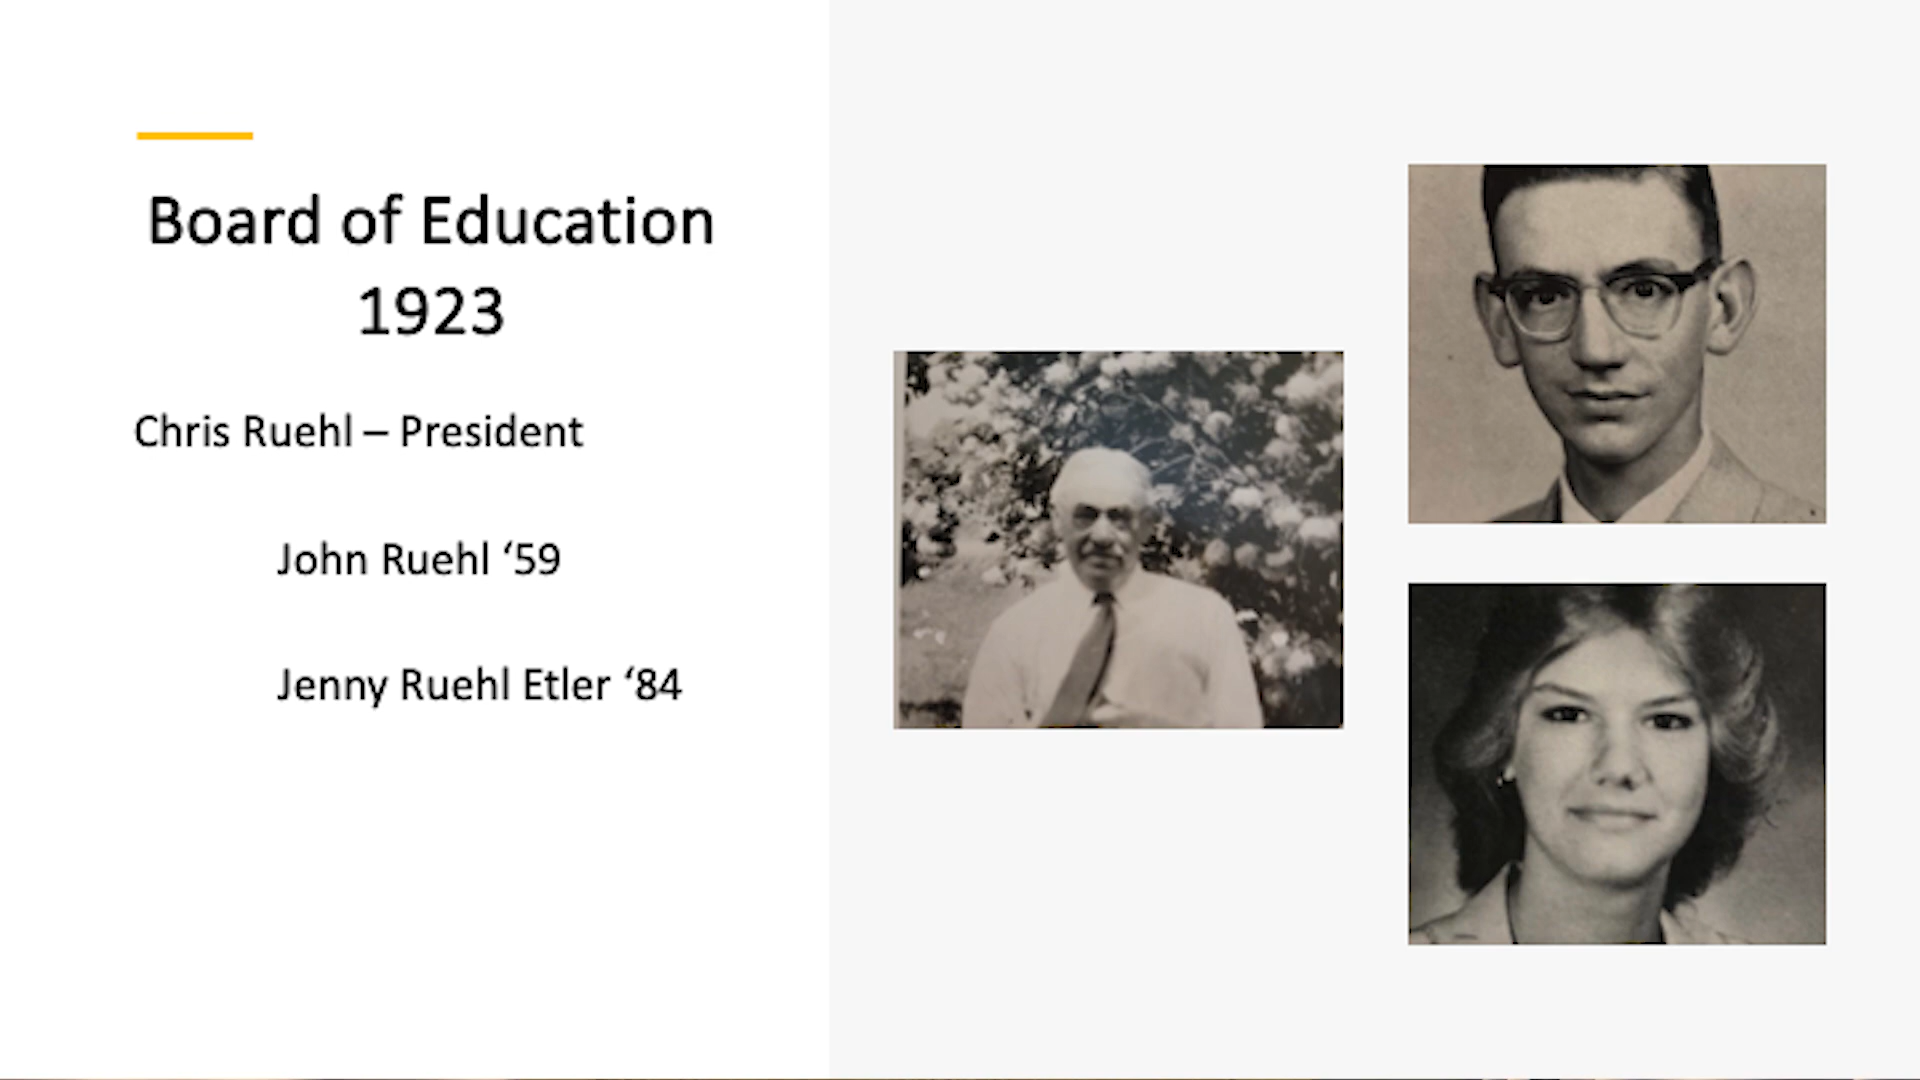 Board of Education
1923
Chris Ruehl – President
John Ruehl ‘59
Jenny Ruehl Etler ‘84